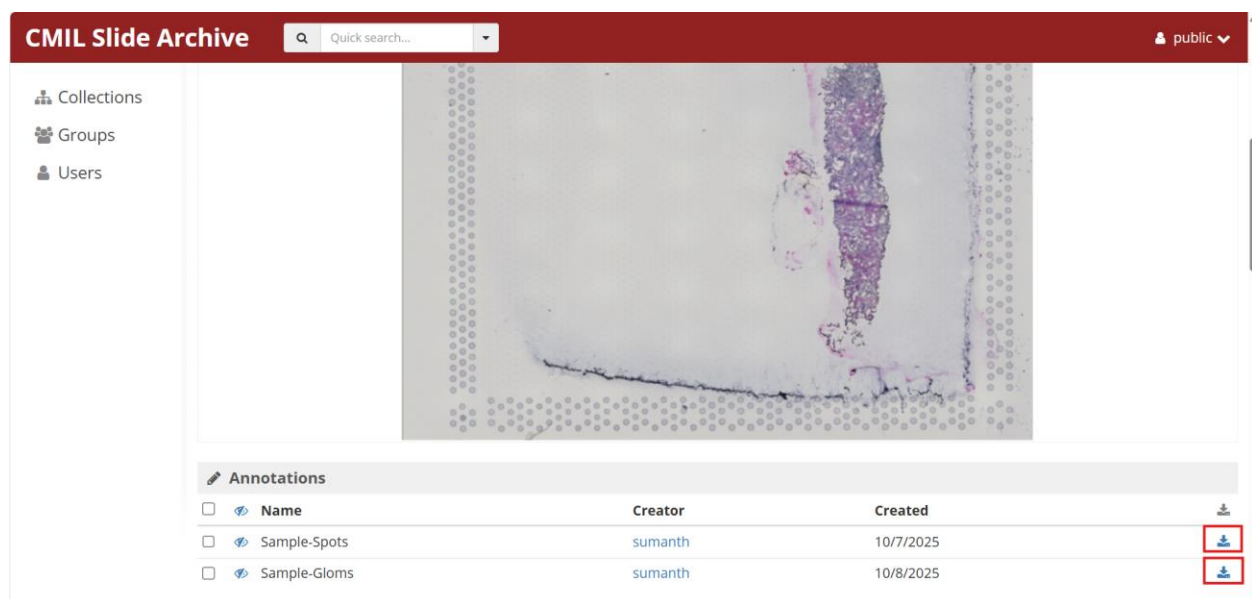 CMIL Slide Archive Quick search... public
Collections
Groups
Users
Annotations
Name Creator Created
Sample-Spots sumanth 10/7/2025
Sample-Gloms sumanth 10/8/2025